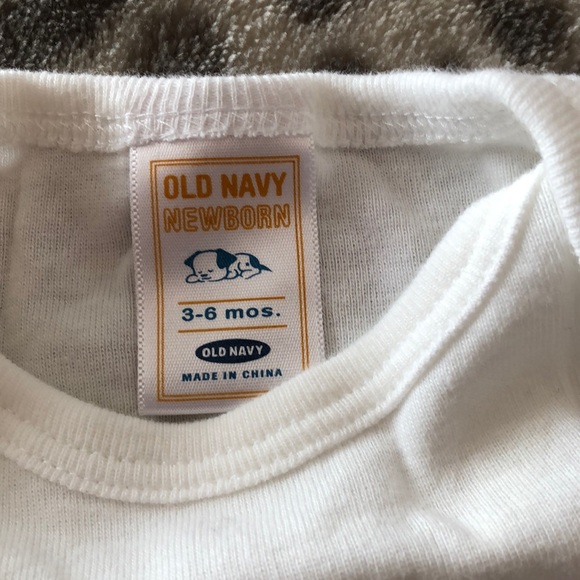 OLD NAVY
NEWBORN
3-6 mos.
OLD NAVY
MADE IN CHINA